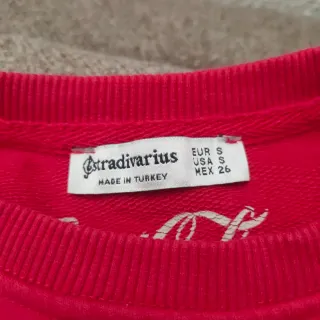 stradivarius
MADE IN TURKEY
EUR S
USA S
MEX 26